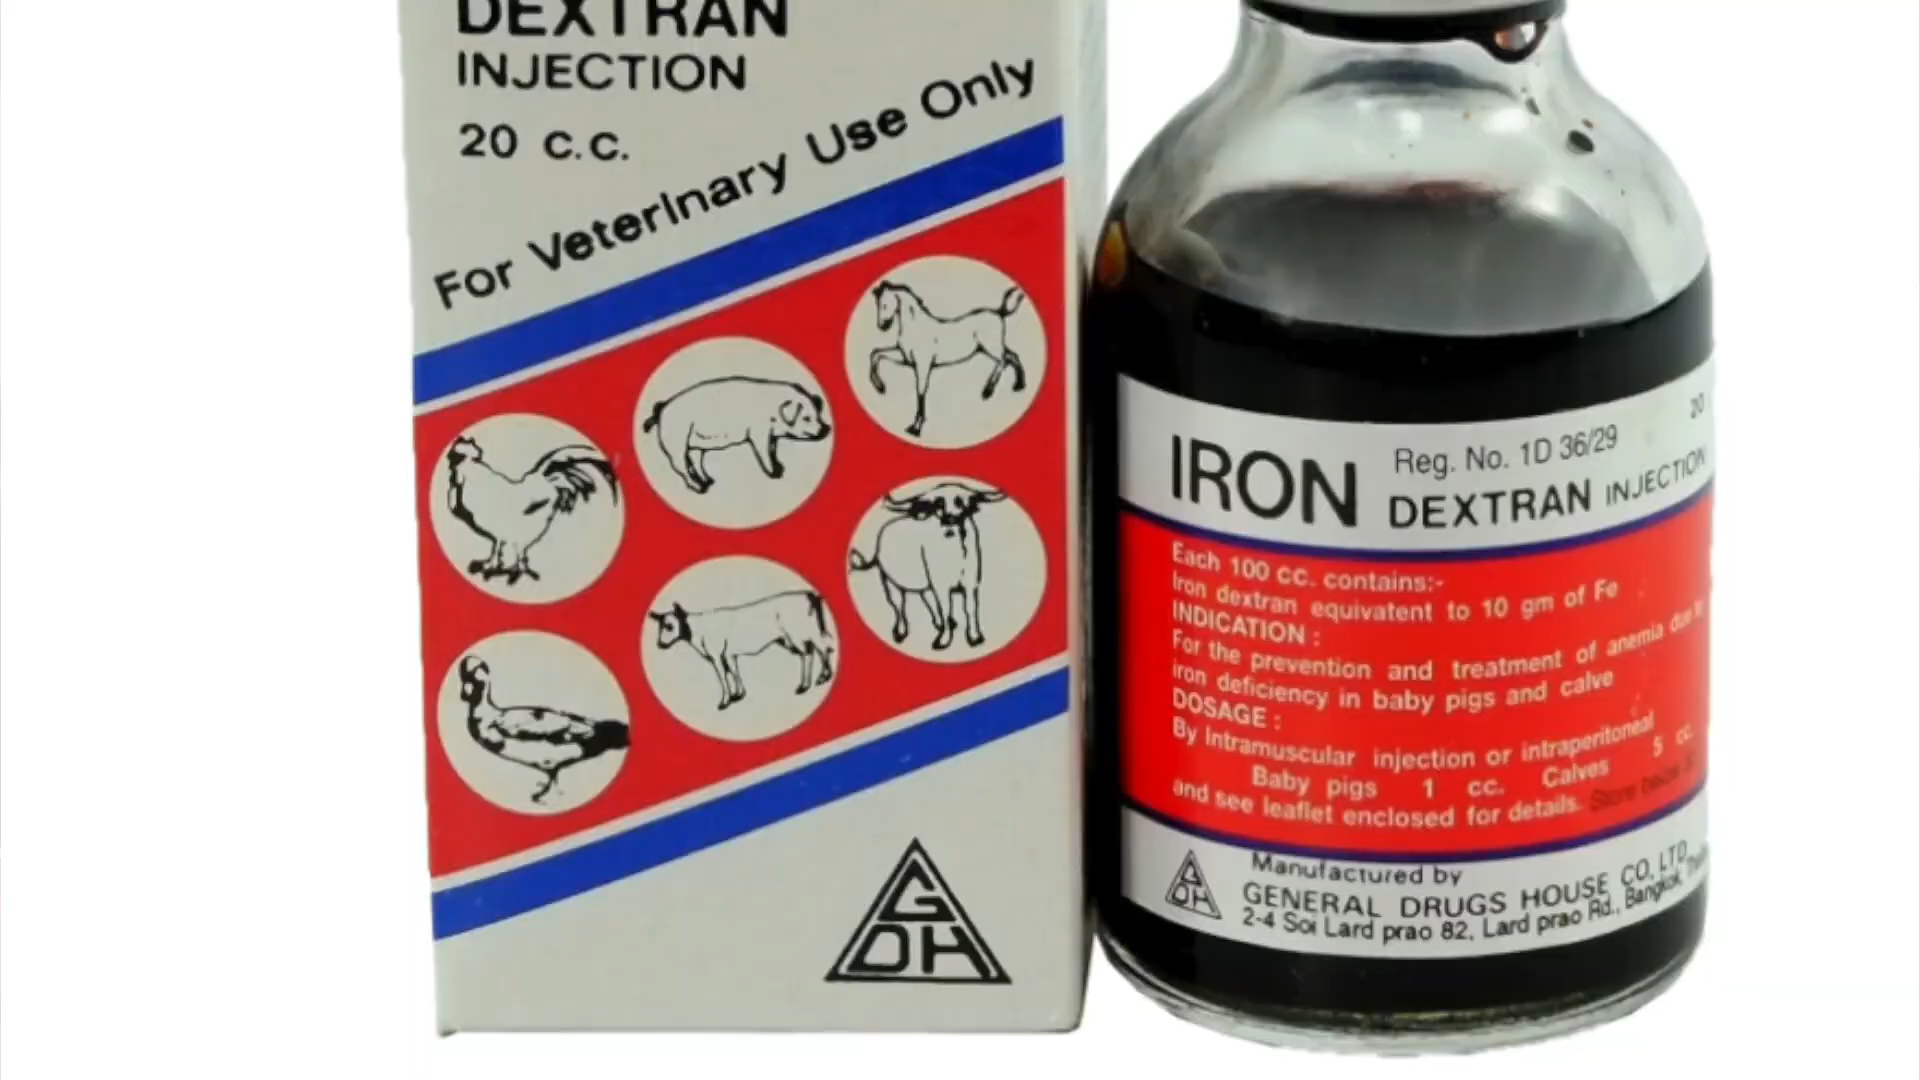 DEXTRAN
INJECTION
20 C.C.
For Veterinary Use Only
GDH
20
Reg. No. 1D 36/29
IRON DEXTRAN INJECTION
Each 100 cc. contains:-
Iron dextran equivatent to 10 gm of Fe
INDICATION :
For the prevention and treatment of anemia due
iron deficiency in baby pigs and calve
DOSAGE :
By Intramuscular injection or intraperitoneal
Baby pigs 1 cc. Calves 5 cc.
and see leaflet enclosed for details. Store below
GDH
Manufactured by
GENERAL DRUGS HOUSE CO, LTD
2-4 Soi Lard prao 82, Lard prao Rd., Bangkok,